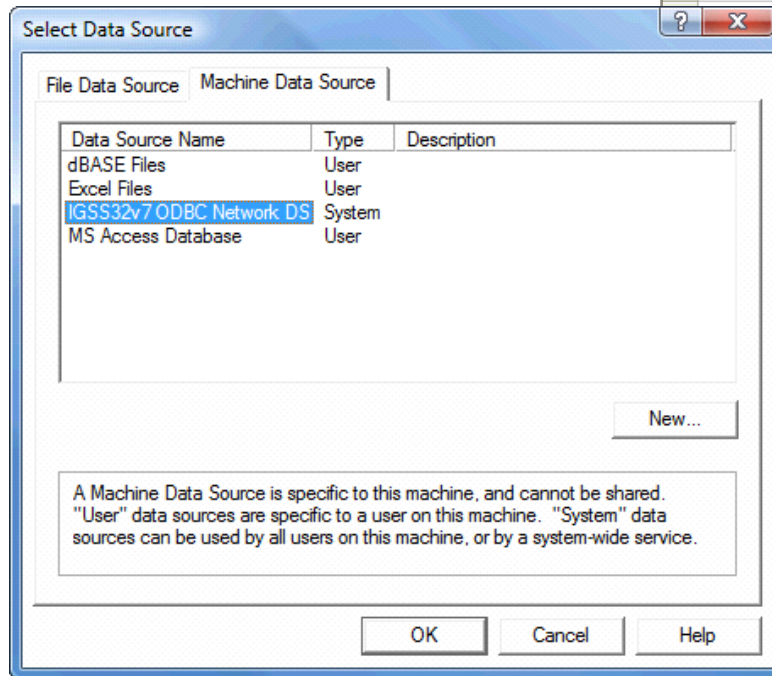 Select Data Source
File Data Source Machine Data Source
Data Source Name Type Description
dBASE Files User
Excel Files User
IGSS32v7 ODBC Network DS System
MS Access Database User
New...
A Machine Data Source is specific to this machine, and cannot be shared.
"User" data sources are specific to a user on this machine. "System" data
sources can be used by all users on this machine, or by a system-wide service.
OK Cancel Help